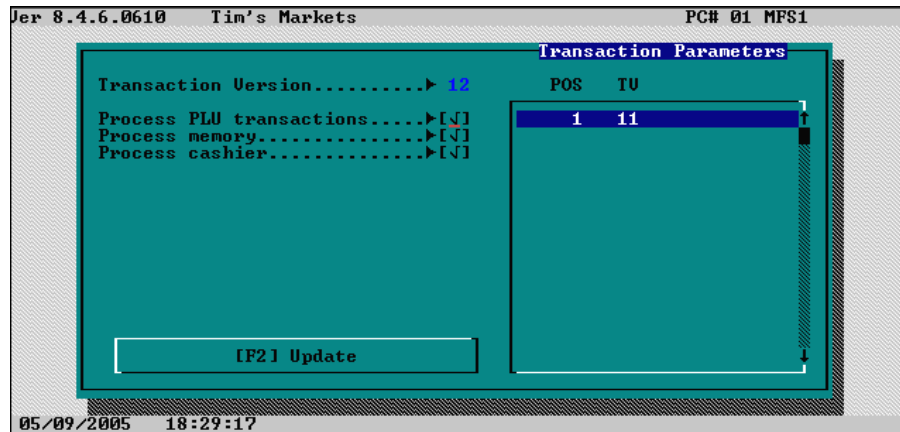 Ver 8.4.6.0610 Tim's Markets PC# 01 MFS1
Transaction Parameters
Transaction Version..........► 12 POS TV
Process PLU transactions.....►[√] 1 11 ↑
Process memory...............►[√]
Process cashier..............►[√]
[F2] Update ↓
05/09/2005 18:29:17